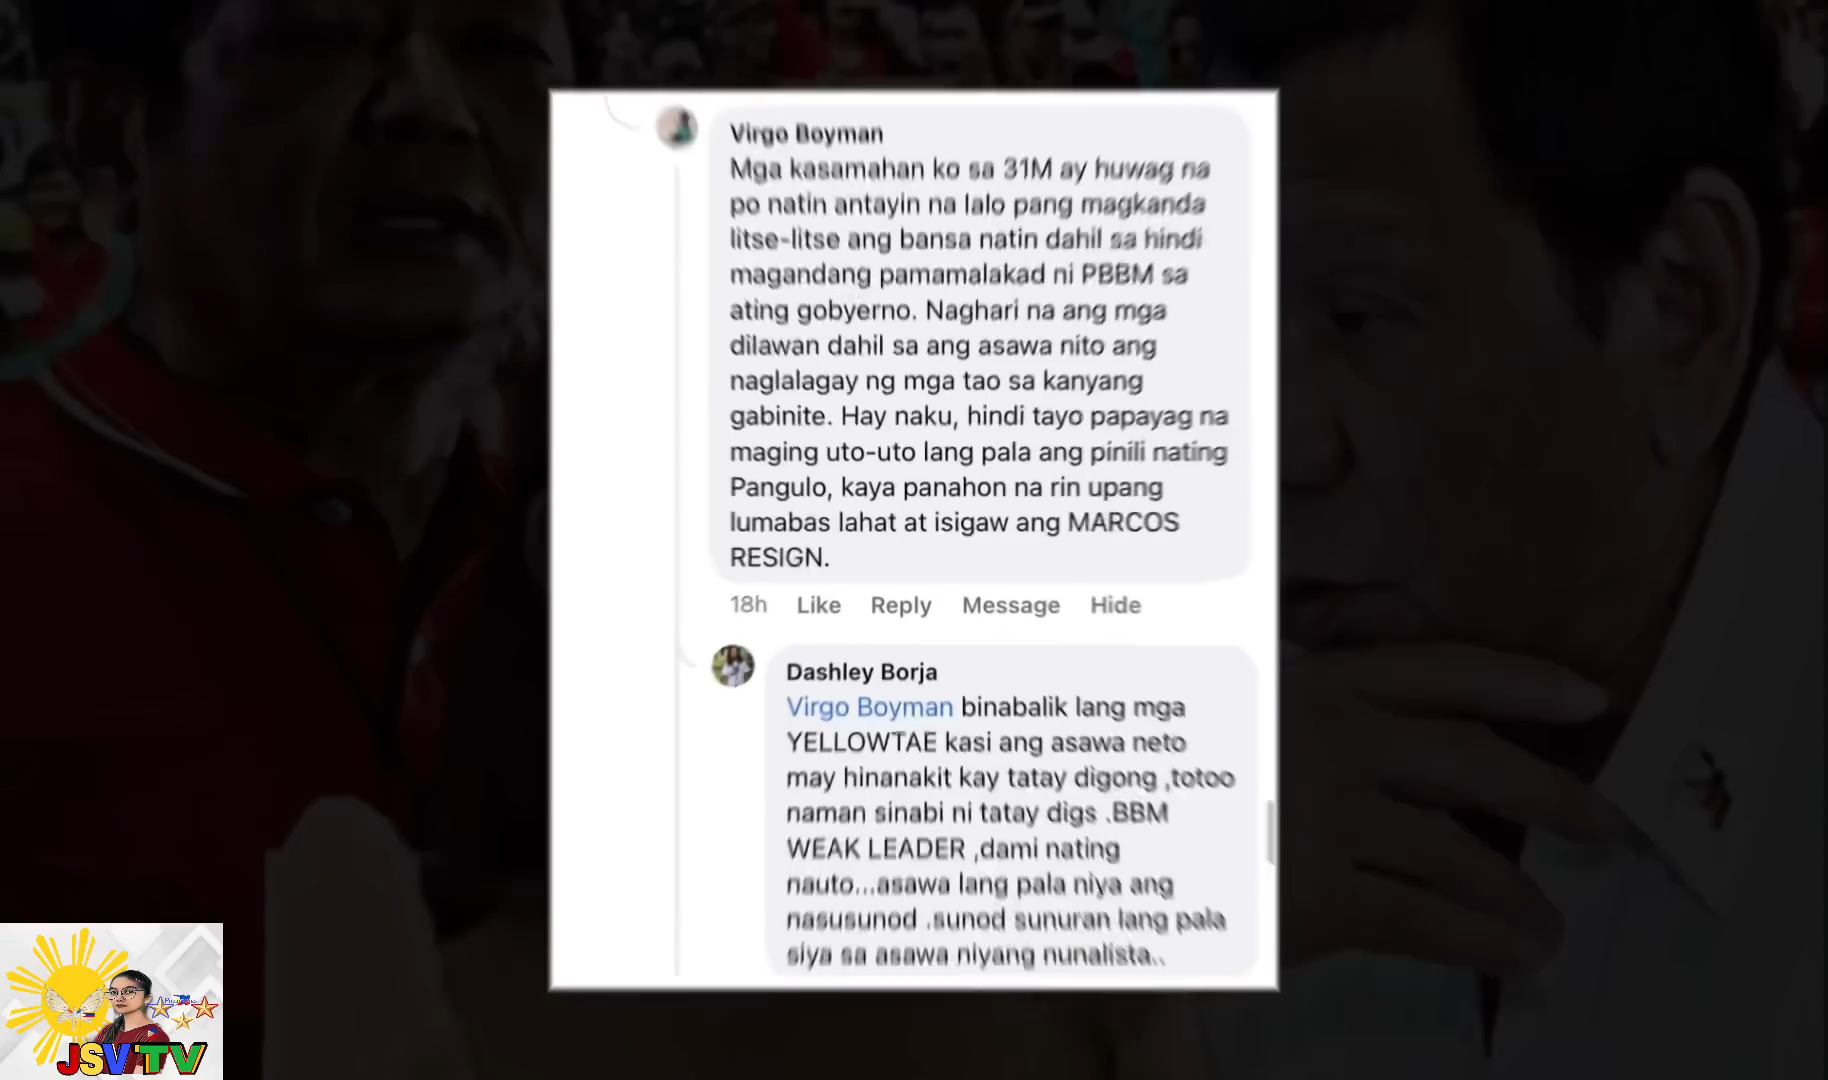 Virgo Boyman
Mga kasamahan ko sa 31M ay huwag na
po natin antayin na lalo pang magkanda
litse-litse ang bansa natin dahil sa hindi
magandang pamamalakad ni PBBM sa
ating gobyerno. Naghari na ang mga
dilawan dahil sa ang asawa nito ang
naglalagay ng mga tao sa kanyang
gabinite. Hay naku, hindi tayo papayag na
maging uto-uto lang pala ang pinili nating
Pangulo, kaya panahon na rin upang
lumabas lahat at isigaw ang MARCOS
RESIGN.
18h Like Reply Message Hide
Dashley Borja
Virgo Boyman binabalik lang mga
YELLOWTAE kasi ang asawa neto
may hinanakit kay tatay digong ,totoo
naman sinabi ni tatay digs .BBM
WEAK LEADER ,dami nating
nauto...asawa lang pala niya ang
nasusunod .sunod sunuran lang pala
siya sa asawa niyang nunalista..
JSV TV